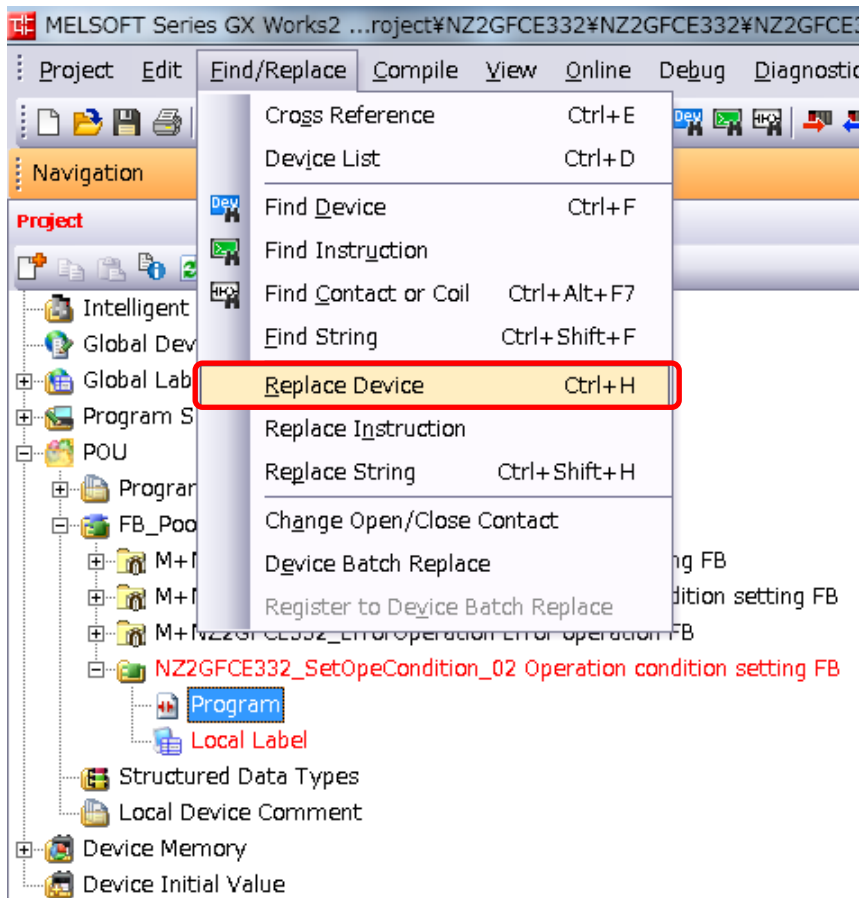 MELSOFT Series GX Works2 ...roject¥NZ2GFCE332¥NZ2GFCE332¥NZ2GFCE3
Project Edit Find/Replace Compile View Online Debug Diagnostic
Cross Reference Ctrl+E
Device List Ctrl+D
Navigation
Find Device Ctrl+F
Project
Find Instruction
Find Contact or Coil Ctrl+Alt+F7
Intelligent
Find String Ctrl+Shift+F
Global Dev
Global Lab
Replace Device Ctrl+H
Program S
Replace Instruction
POU
Replace String Ctrl+Shift+H
Program
Change Open/Close Contact
FB_Poo
Device Batch Replace
M+N ng FB
M+N dition setting FB
Register to Device Batch Replace
M+NZ2GFCE332_ErrorOperation Error operation FB
NZ2GFCE332_SetOpeCondition_02 Operation condition setting FB
Program
Local Label
Structured Data Types
Local Device Comment
Device Memory
Device Initial Value